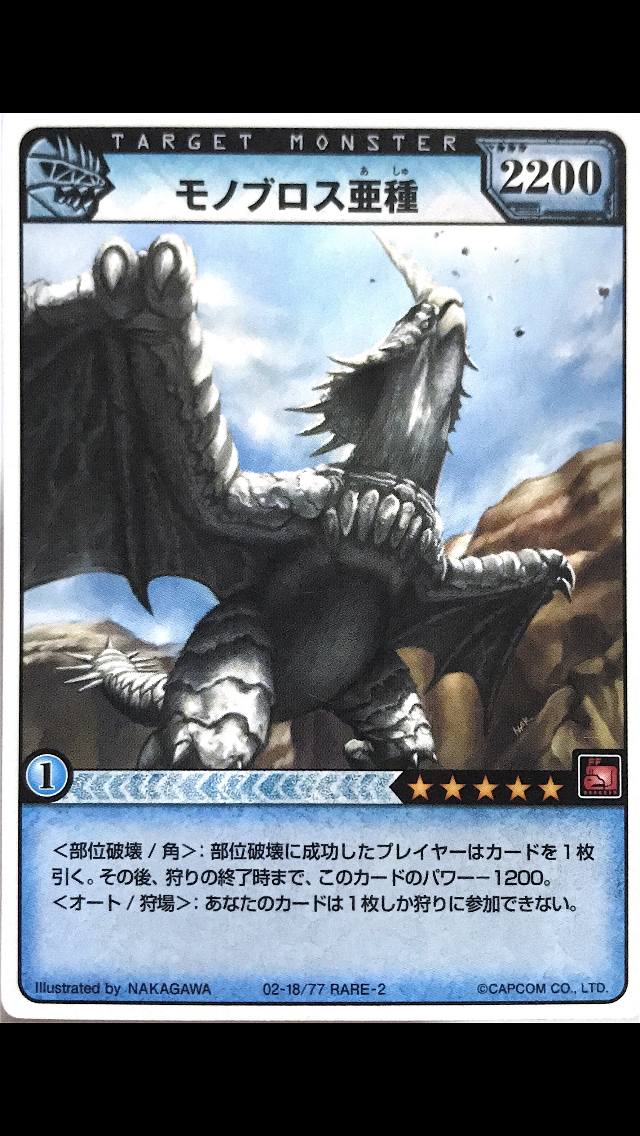 TARGET MONSTER
2200
あ しゅ
モノブロス亜種
1
<部位破壊 / 角>: 部位破壊に成功したプレイヤーはカードを1枚
引く。その後、狩りの終了時まで、このカードのパワー－1200。
<オート / 狩場>: あなたのカードは1枚しか狩りに参加できない。
Illustrated by NAKAGAWA 02-18/77 RARE-2 ©CAPCOM CO., LTD.